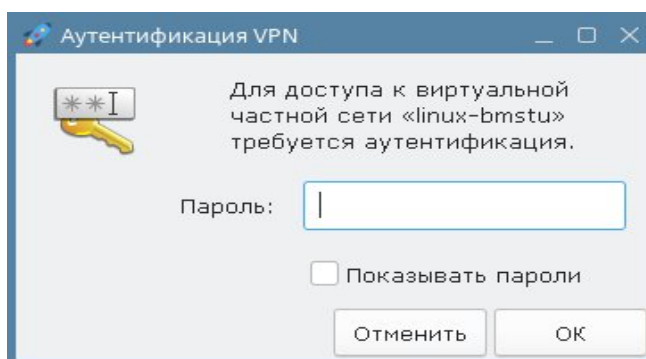 Аутентификация VPN
Для доступа к виртуальной
частной сети «linux-bmstu»
требуется аутентификация.
Пароль:
Показывать пароли
Отменить
ОК